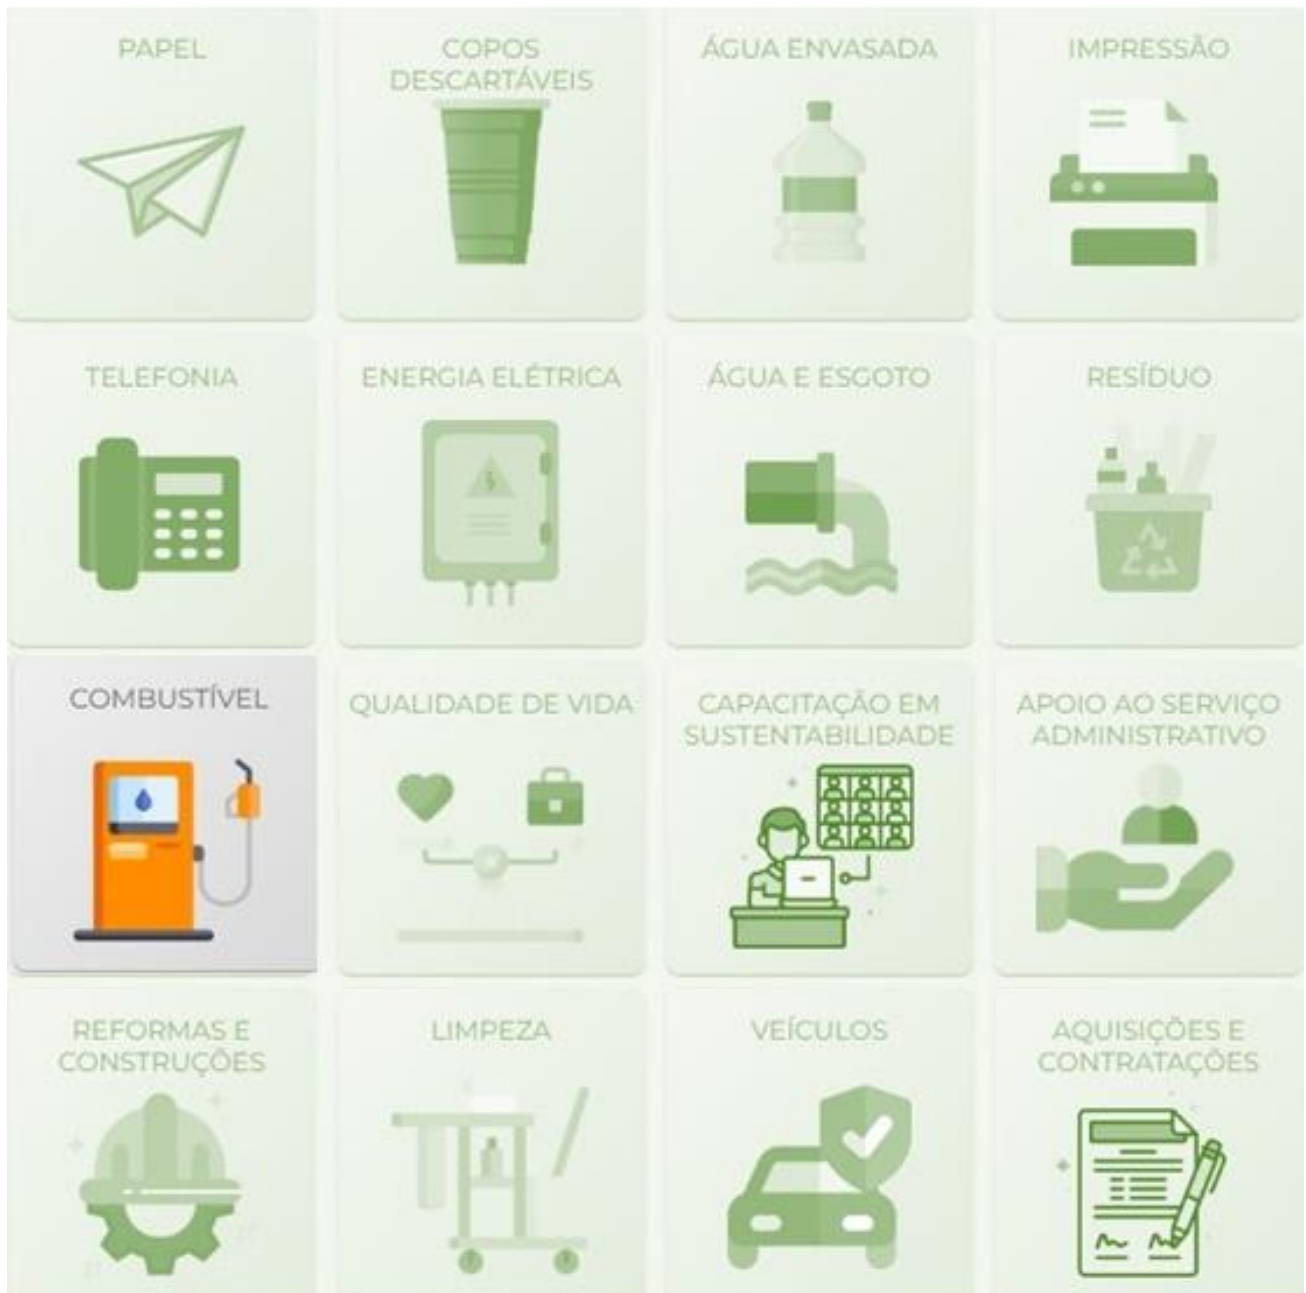 PAPEL
COPOS
DESCARTÁVEIS
ÁGUA ENVASADA
IMPRESSÃO
TELEFONIA
ENERGIA ELÉTRICA
ÁGUA E ESGOTO
RESÍDUO
COMBUSTÍVEL
QUALIDADE DE VIDA
CAPACITAÇÃO EM
SUSTENTABILIDADE
APOIO AO SERVIÇO
ADMINISTRATIVO
REFORMAS E
CONSTRUÇÕES
LIMPEZA
VEÍCULOS
AQUISIÇÕES E
CONTRATAÇÕES